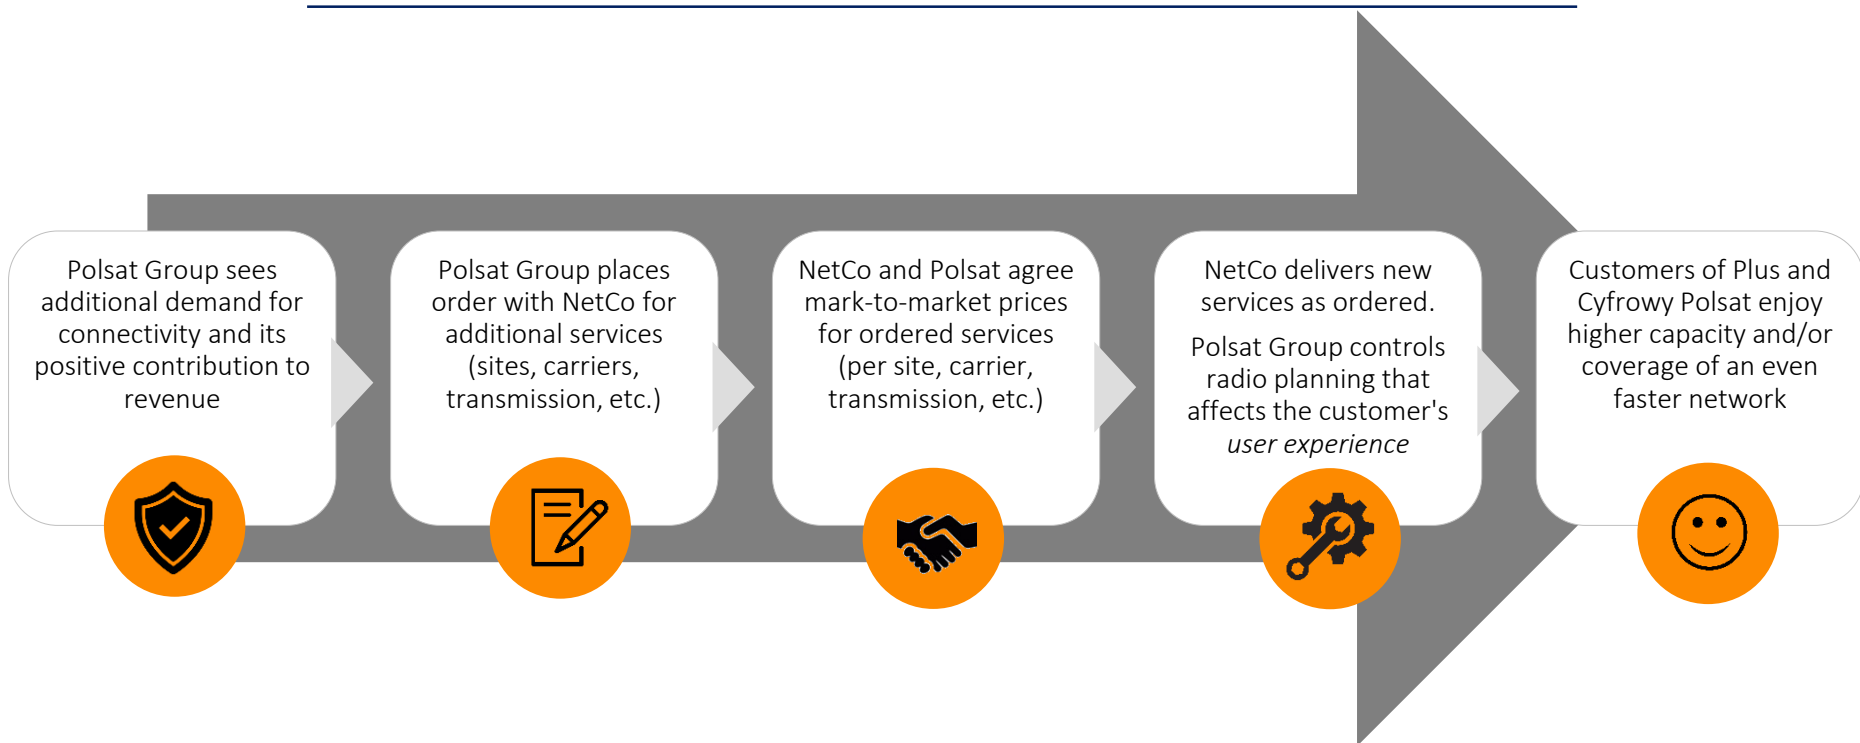 Polsat Group sees
additional demand for
connectivity and its
positive contribution to
revenue
Polsat Group places
order with NetCo for
additional services
(sites, carriers,
transmission, etc.)
NetCo and Polsat agree
mark-to-market prices
for ordered services
(per site, carrier,
transmission, etc.)
NetCo delivers new
services as ordered.
Polsat Group controls
radio planning that
affects the customer's
user experience
Customers of Plus and
Cyfrowy Polsat enjoy
higher capacity and/or
coverage of an even
faster network